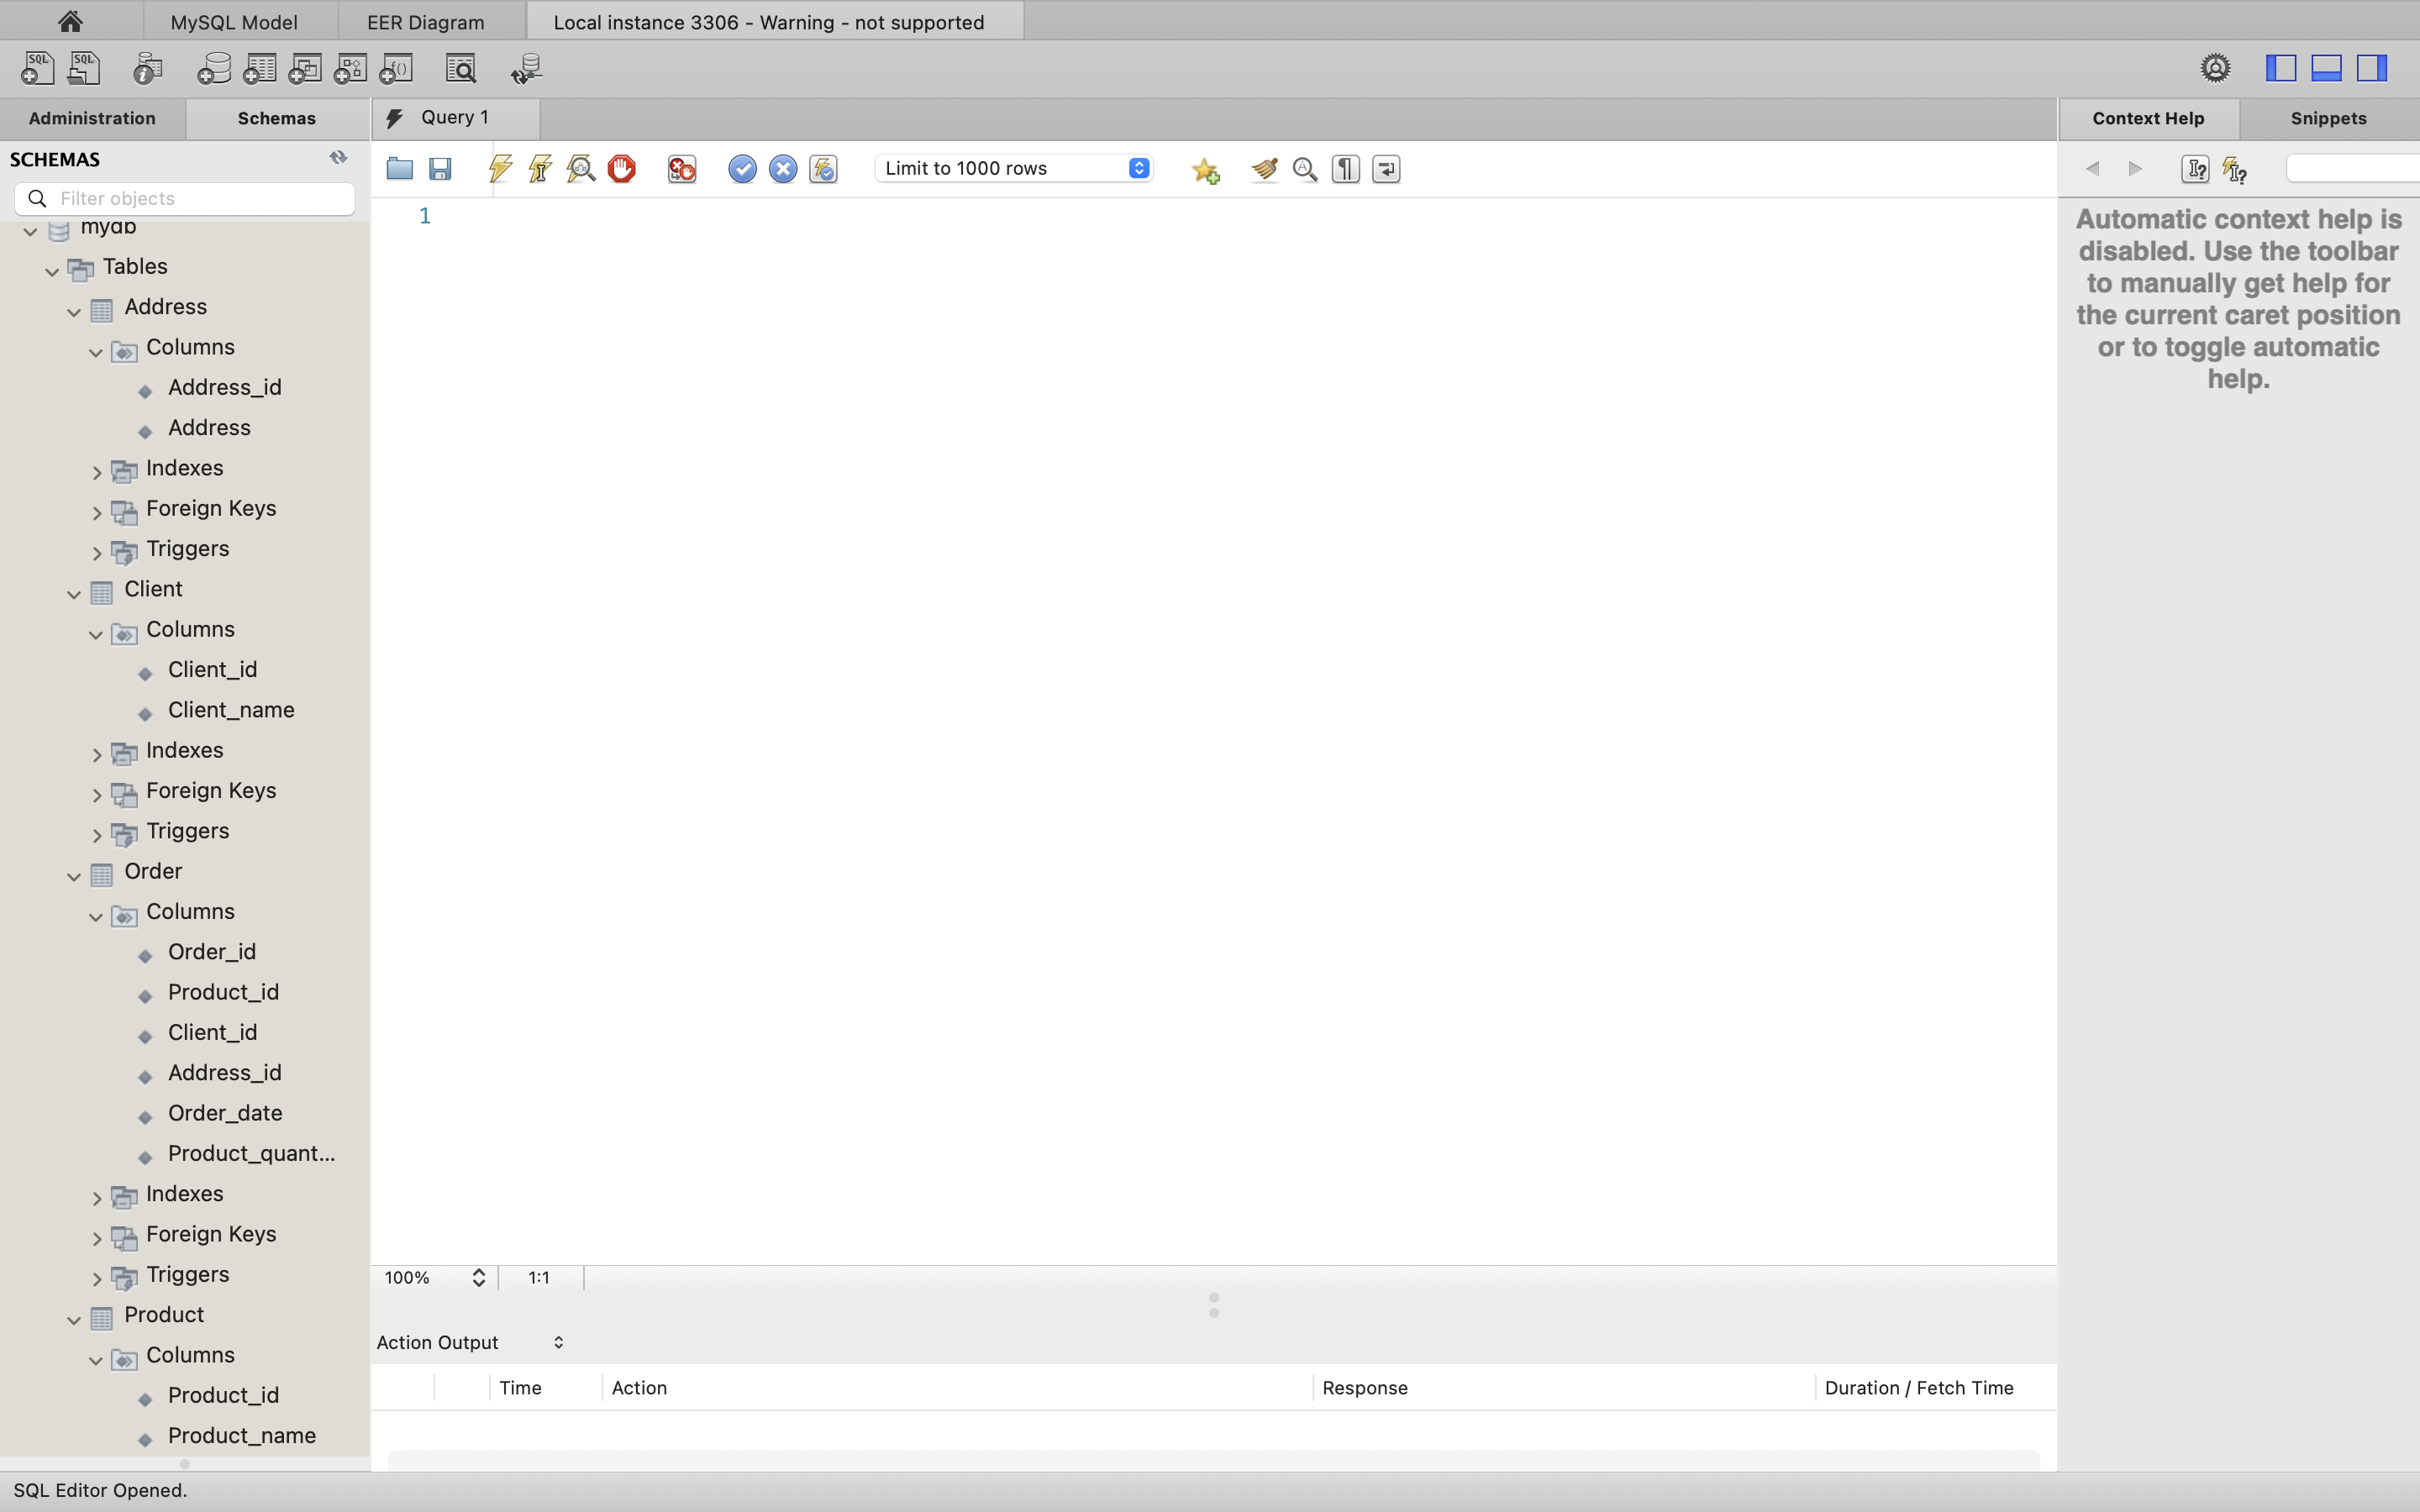 MySQL Model
EER Diagram
Local instance 3306 - Warning - not supported
SQL
SQL
Administration
Schemas
Query 1
Context Help
Snippets
SCHEMAS
Limit to 1000 rows
Filter objects
1
mydb
Tables
Address
Columns
Address_id
Address
Indexes
Foreign Keys
Triggers
Client
Columns
Client_id
Client_name
Indexes
Foreign Keys
Triggers
Order
Columns
Order_id
Product_id
Client_id
Address_id
Order_date
Product_quant...
Indexes
Foreign Keys
Triggers
Product
Columns
Product_id
Product_name
Automatic context help is
disabled. Use the toolbar
to manually get help for
the current caret position
or to toggle automatic
help.
100%
1:1
Action Output
Time
Action
Response
Duration / Fetch Time
SQL Editor Opened.